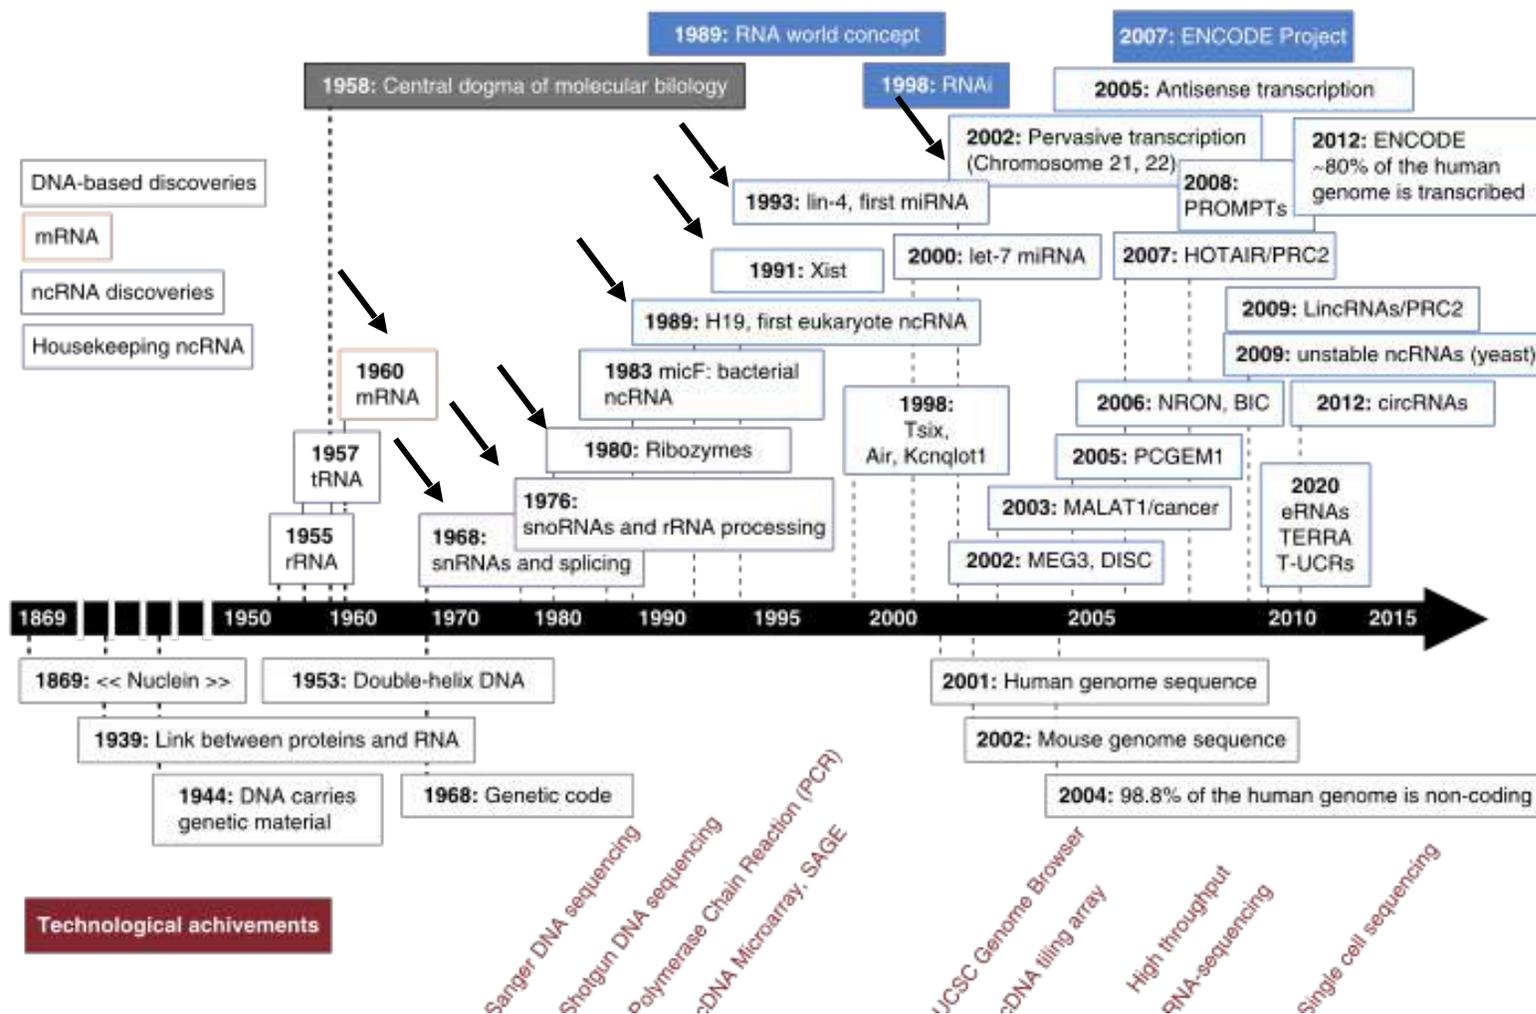 1989: RNA world concept
2007: ENCODE Project
1958: Central dogma of molecular bilology
1998: RNAi
2005: Antisense transcription
2002: Pervasive transcription
(Chromosome 21, 22)
2012: ENCODE
~80% of the human
genome is transcribed
DNA-based discoveries
2008:
PROMPTs
1993: lin-4, first miRNA
mRNA
1991: Xist
2000: let-7 miRNA
2007: HOTAIR/PRC2
ncRNA discoveries
1989: H19, first eukaryote ncRNA
2009: LincRNAs/PRC2
Housekeeping ncRNA
2009: unstable ncRNAs (yeast)
1960
mRNA
1983 micF: bacterial
ncRNA
1998:
Tsix,
Air, Kcnqlot1
2006: NRON, BIC
2012: circRNAs
1957
tRNA
1980: Ribozymes
2005: PCGEM1
1976:
snoRNAs and rRNA processing
2003: MALAT1/cancer
2020
eRNAs
TERRA
T-UCRs
1955
rRNA
1968:
snRNAs and splicing
2002: MEG3, DISC
1869 1950 1960 1970 1980 1990 1995 2000 2005 2010 2015
1869: << Nuclein >>
1953: Double-helix DNA
2001: Human genome sequence
1939: Link between proteins and RNA
2002: Mouse genome sequence
1944: DNA carries
genetic material
1968: Genetic code
2004: 98.8% of the human genome is non-coding
Technological achivements
Sanger DNA sequencing
Shotgun DNA sequencing
Polymerase Chain Reaction (PCR)
cDNA Microarray, SAGE
UCSC Genome Browser
cDNA tiling array
High throughput
RNA-sequencing
Single cell sequencing